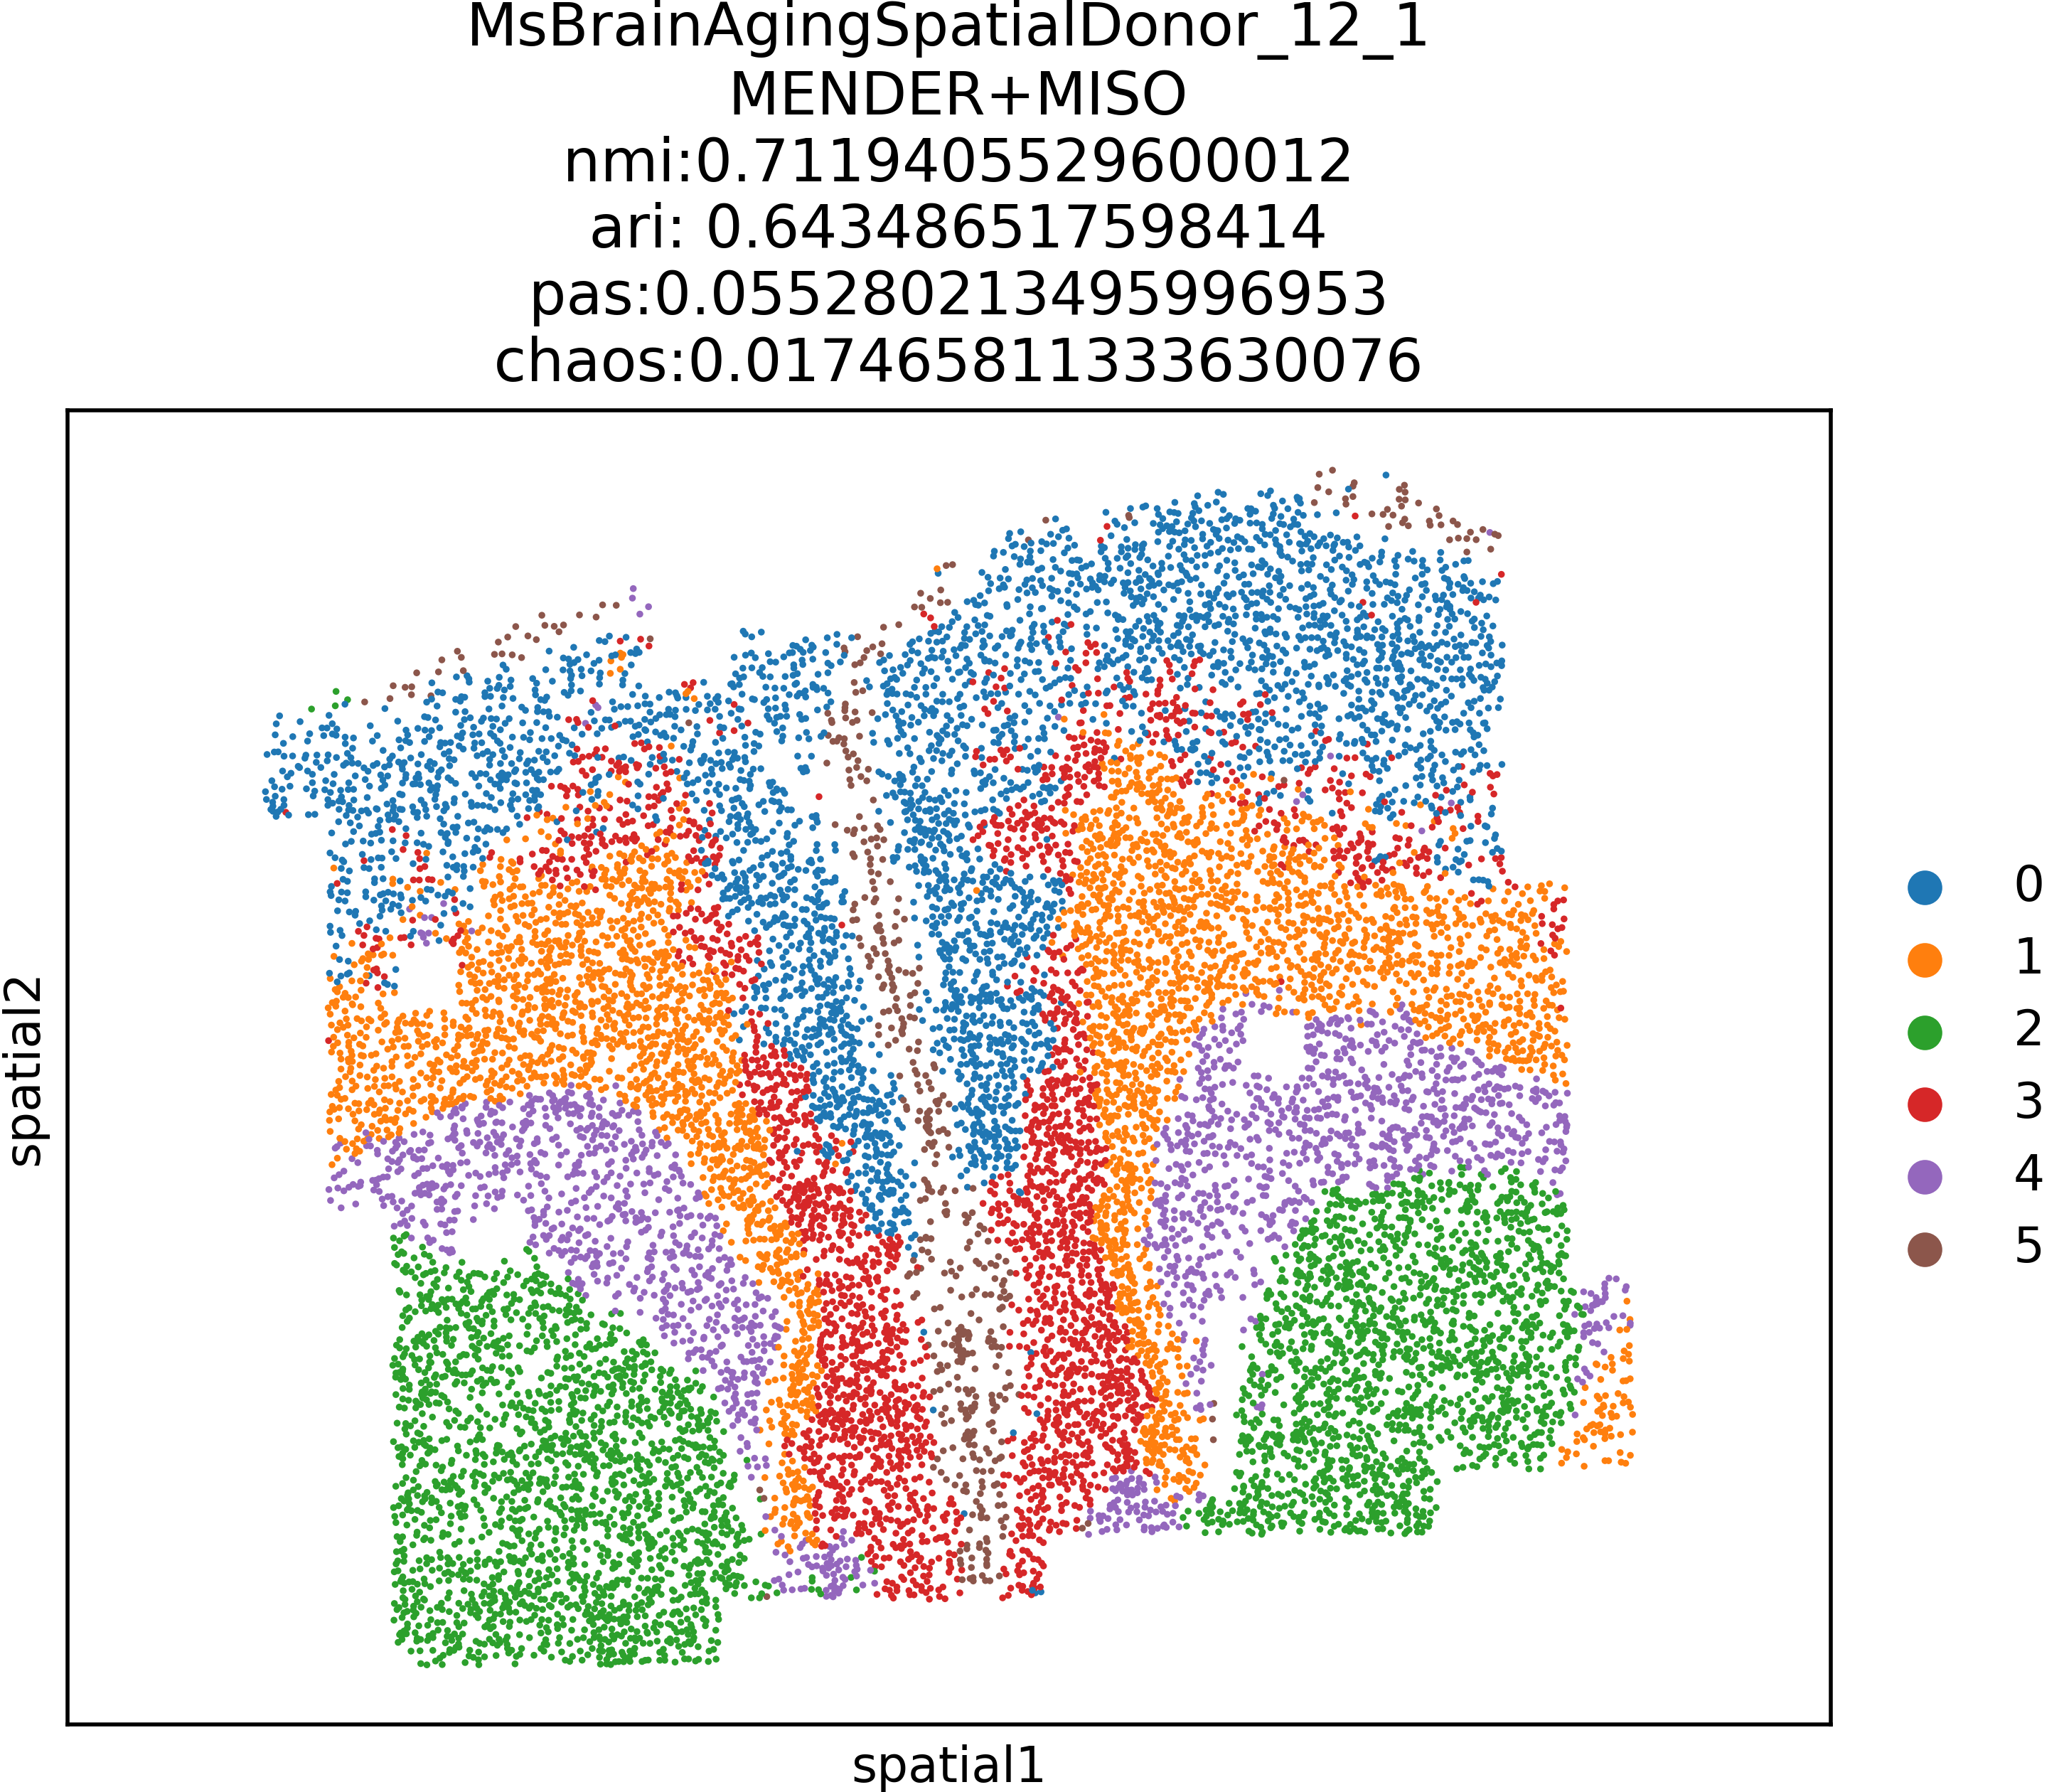 MsBrainAgingSpatialDonor_12_1
MENDER+MISO
nmi:0.7119405529600012
ari: 0.643486517598414
pas:0.055280213495996953
chaos:0.017465811333630076
spatial2
0
1
2
3
4
5
spatial1